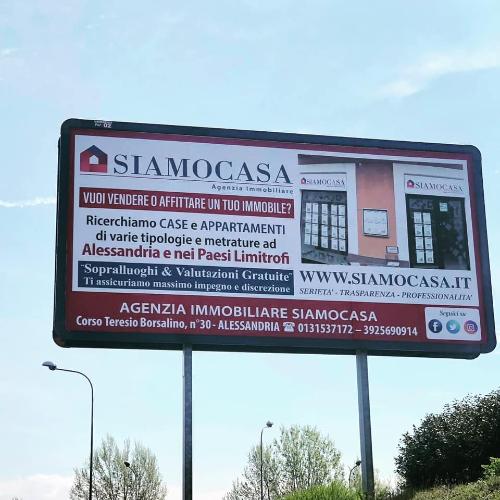 SIAMOCASA
Agenzia Immobiliare
VUOI VENDERE O AFFITTARE UN TUO IMMOBILE?
Ricerchiamo CASE e APPARTAMENTI
di varie tipologie e metrature ad
Alessandria e nei Paesi Limitrofi
"Sopralluoghi & Valutazioni Gratuite"
Ti assicuriamo massimo impegno e discrezione
SIAMOCASA
SIAMOCASA
WWW.SIAMOCASA.IT
SERIETA' - TRASPARENZA - PROFESSIONALITA'
AGENZIA IMMOBILIARE SIAMOCASA
Corso Teresio Borsalino, n°30 - ALESSANDRIA ☎ 0131537172 – 3925690914
Seguici su